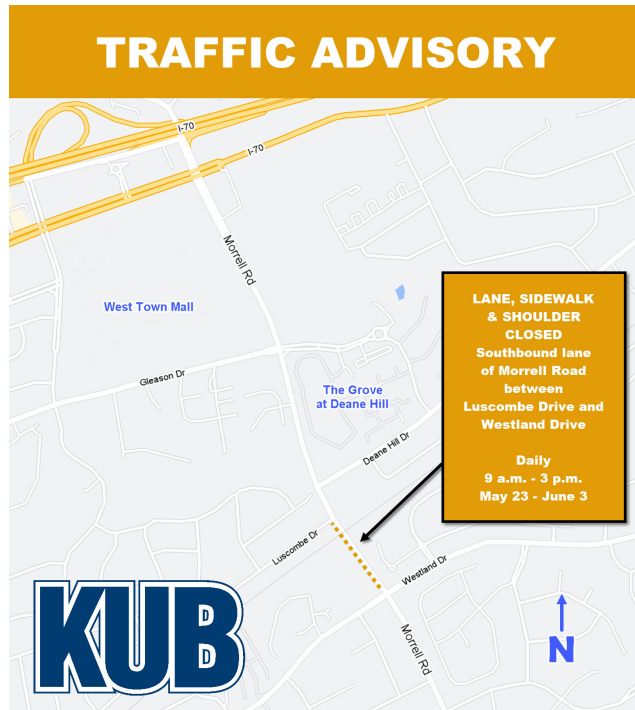 TRAFFIC ADVISORY
I-70
I-70
Morrell Rd
West Town Mall
LANE, SIDEWALK
& SHOULDER
CLOSED
Southbound lane
of Morrell Road
between
Luscombe Drive and
Westland Drive
Daily
9 a.m. - 3 p.m.
May 23 - June 3
Gleason Dr
The Grove
at Deane Hill
Deane Hill Dr
Luscombe Dr
Westland Dr
Morrell Rd
KUB
N